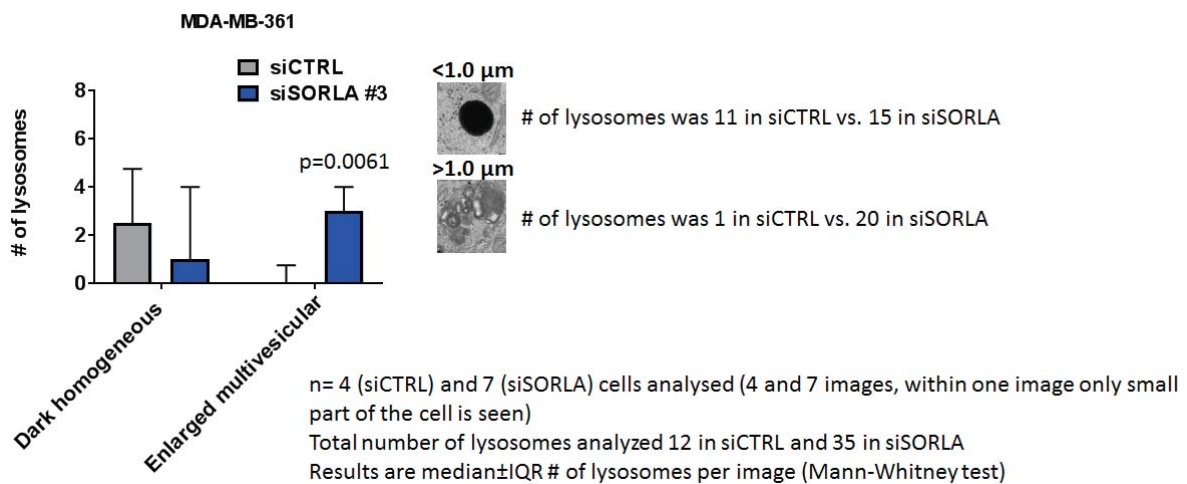 MDA-MB-361
siCTRL
siSORLA #3
# of lysosomes
8
6
4
2
0
p=0.0061
Dark homogeneous
Enlarged multivesicular
<1.0 µm
# of lysosomes was 11 in siCTRL vs. 15 in siSORLA
>1.0 µm
# of lysosomes was 1 in siCTRL vs. 20 in siSORLA
n= 4 (siCTRL) and 7 (siSORLA) cells analysed (4 and 7 images, within one image only small
part of the cell is seen)
Total number of lysosomes analyzed 12 in siCTRL and 35 in siSORLA
Results are median±IQR # of lysosomes per image (Mann-Whitney test)